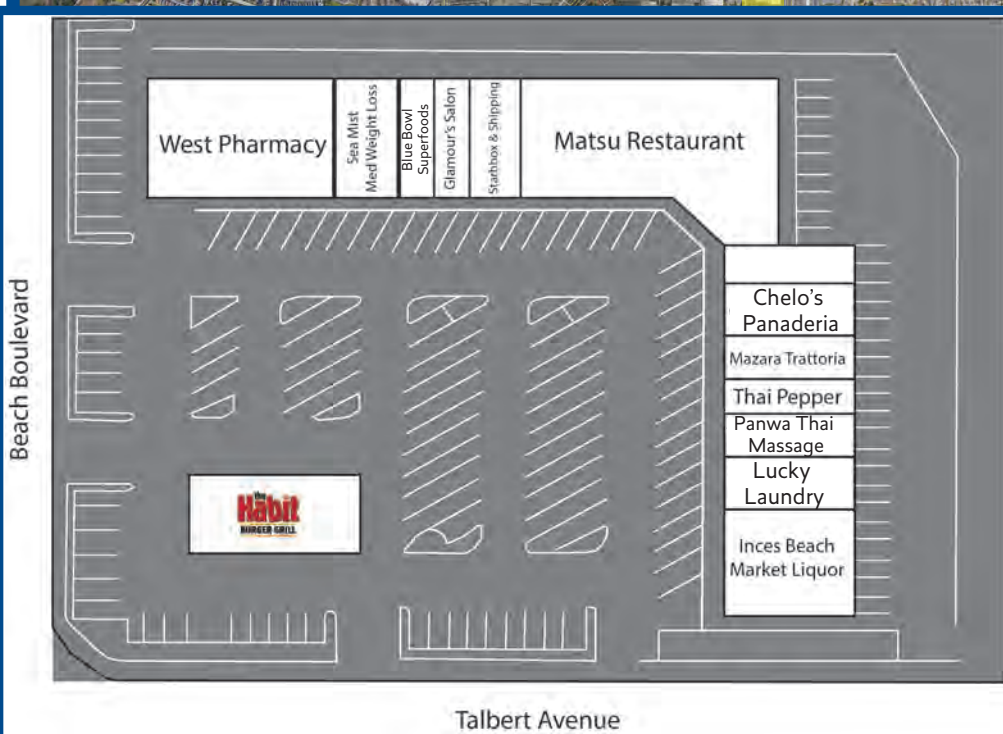 West Pharmacy
Sea Mist
Med Weight Loss
Blue Bowl
Superfoods
Glamour's Salon
Starbbox & Shipping
Matsu Restaurant
Chelo's
Panaderia
Mazara Trattoria
Thai Pepper
Panwa Thai
Massage
Lucky
Laundry
Inces Beach
Market Liquor
the
Habit
BURGER GRILL
Beach Boulevard
Talbert Avenue